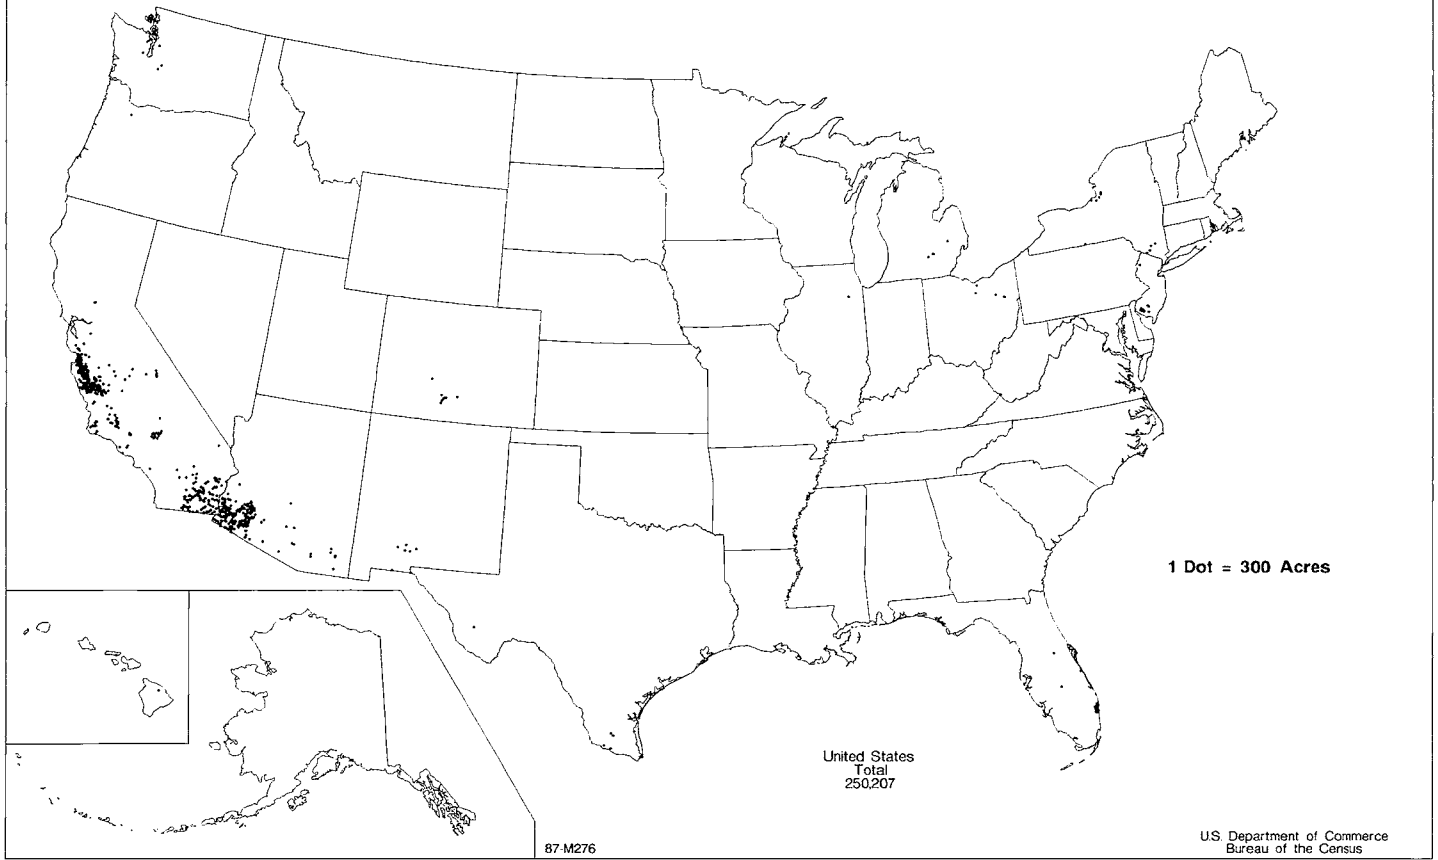 1 Dot = 300 Acres
United States
Total
250,207
87-M276
U.S. Department of Commerce
Bureau of the Census